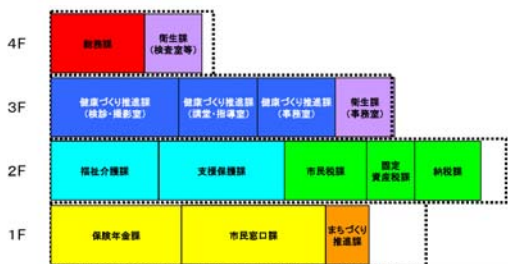 4F
財務課
衛生課
(検査室等)
3F
健康づくり推進課
(検診・撮影室)
健康づくり推進課
(講堂・指導室)
健康づくり推進課
(事務室)
衛生課
(事務室)
2F
福祉介護課
支援保護課
市民税課
固定
資産税課
納税課
1F
保険年金課
市民窓口課
まちづくり
推進課